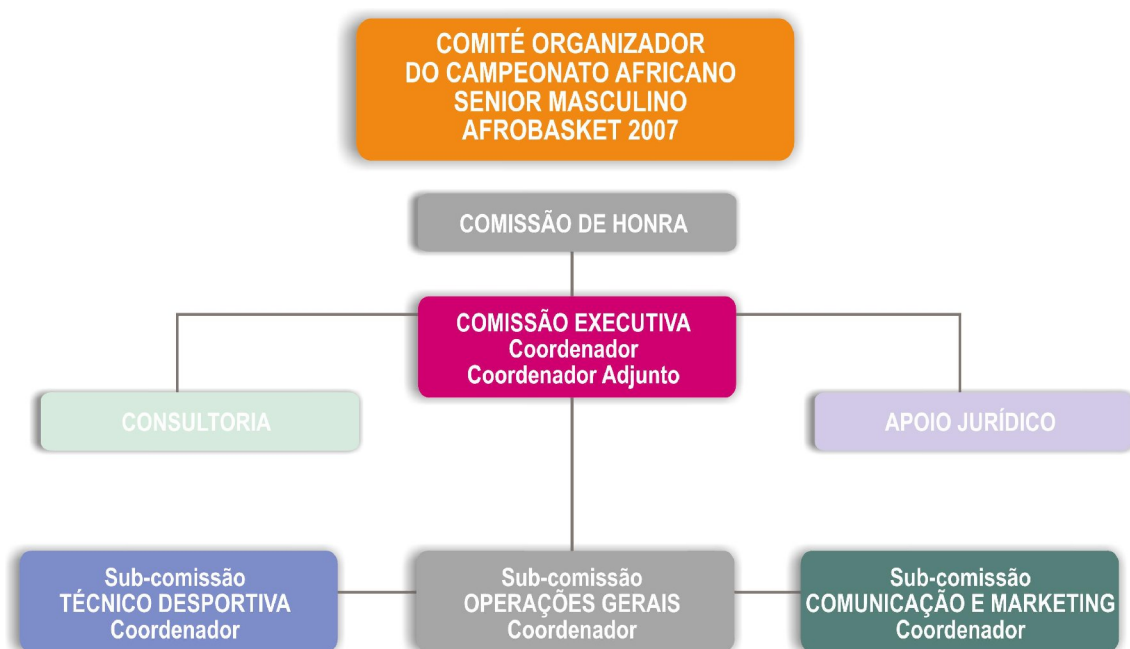 COMITÉ ORGANIZADOR
DO CAMPEONATO AFRICANO
SENIOR MASCULINO
AFROBASKET 2007
COMISSÃO DE HONRA
COMISSÃO EXECUTIVA
Coordenador
Coordenador Adjunto
CONSULTORIA
APOIO JURÍDICO
Sub-comissão
TÉCNICO DESPORTIVA
Coordenador
Sub-comissão
OPERAÇÕES GERAIS
Coordenador
Sub-comissão
COMUNICAÇÃO E MARKETING
Coordenador